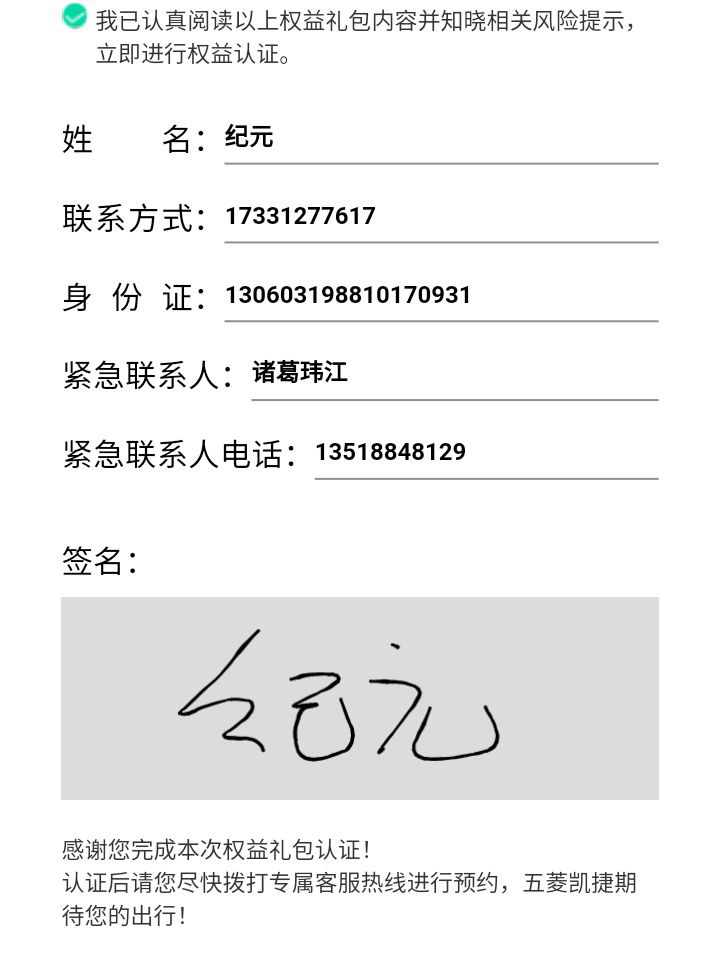 我已认真阅读以上权益礼包内容并知晓相关风险提示，
立即进行权益认证。
姓 名：纪元
联系方式：17331277617
身 份 证：130603198810170931
紧急联系人：诸葛玮江
紧急联系人电话：13518848129
签名：
纪元
感谢您完成本次权益礼包认证！
认证后请您尽快拨打专属客服热线进行预约，五菱凯捷期
待您的出行！